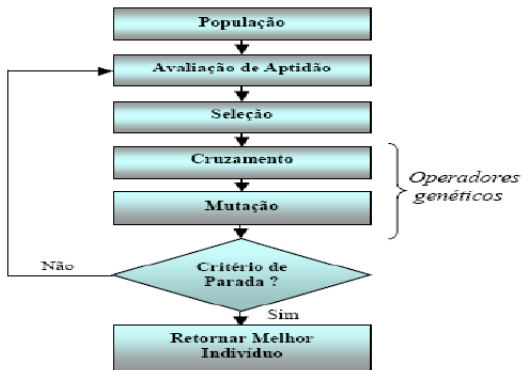 População
Avaliação de Aptidão
Seleção
Cruzamento
Mutação
Operadores
genéticos
Não
Critério de
Parada ?
Sim
Retornar Melhor
Indivíduo